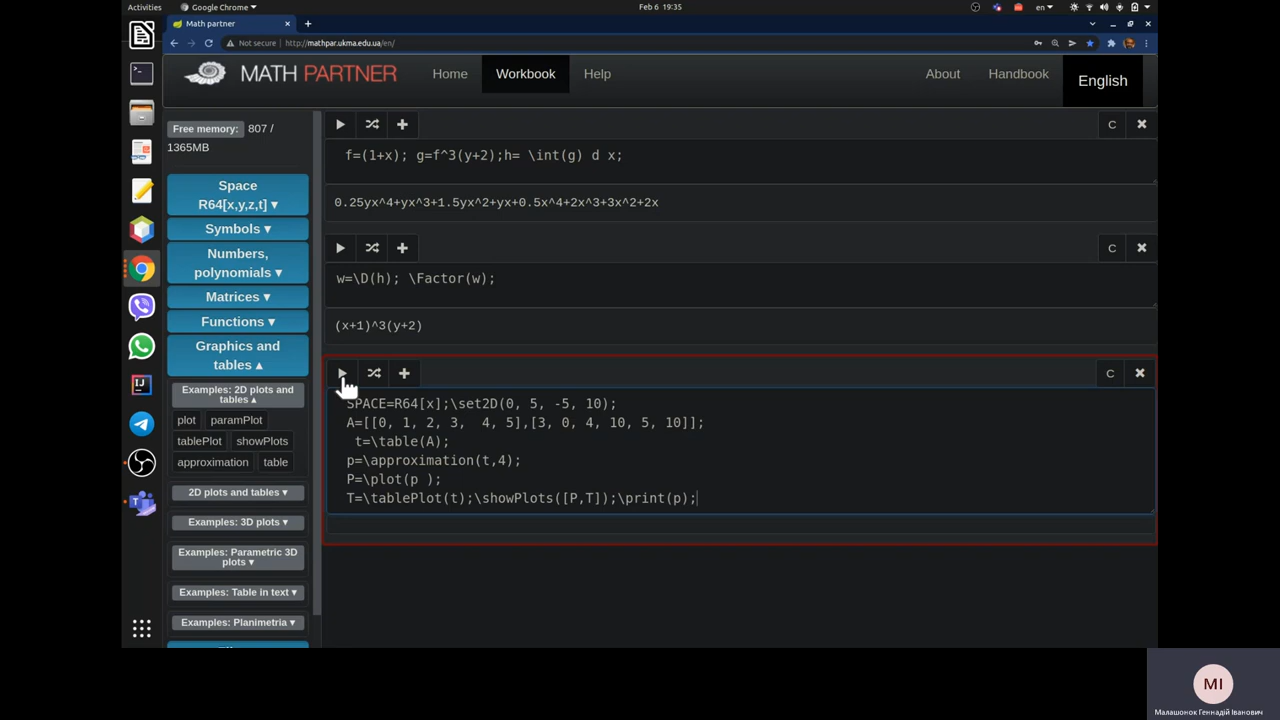 Activities
Google Chrome ▾
Feb 6 19:35
en ▾
Math partner
Not secure
http://mathpar.ukma.edu.ua/en/
MATH PARTNER
Home
Workbook
Help
About
Handbook
English
Free memory: 807 /
1365MB
Space
R64[x,y,z,t] ▾
Symbols ▾
Numbers,
polynomials ▾
Matrices ▾
Functions ▾
Graphics and
tables ▴
Examples: 2D plots and
tables ▴
plot
paramPlot
tablePlot
showPlots
approximation
table
2D plots and tables ▾
Examples: 3D plots ▾
Examples: Parametric 3D
plots ▾
Examples: Table in text ▾
Examples: Planimetria ▾
C
f=(1+x); g=f^3(y+2);h= \int(g) d x;
0.25yx^4+yx^3+1.5yx^2+yx+0.5x^4+2x^3+3x^2+2x
C
w=\D(h); \Factor(w);
(x+1)^3(y+2)
C
SPACE=R64[x];\set2D(0, 5, -5, 10);
A=[[0, 1, 2, 3,  4, 5],[3, 0, 4, 10, 5, 10]];
t=\table(A);
p=\approximation(t,4);
P=\plot(p );
T=\tablePlot(t);\showPlots([P,T]);\print(p);
MI
Малашонок Геннадій Іванович